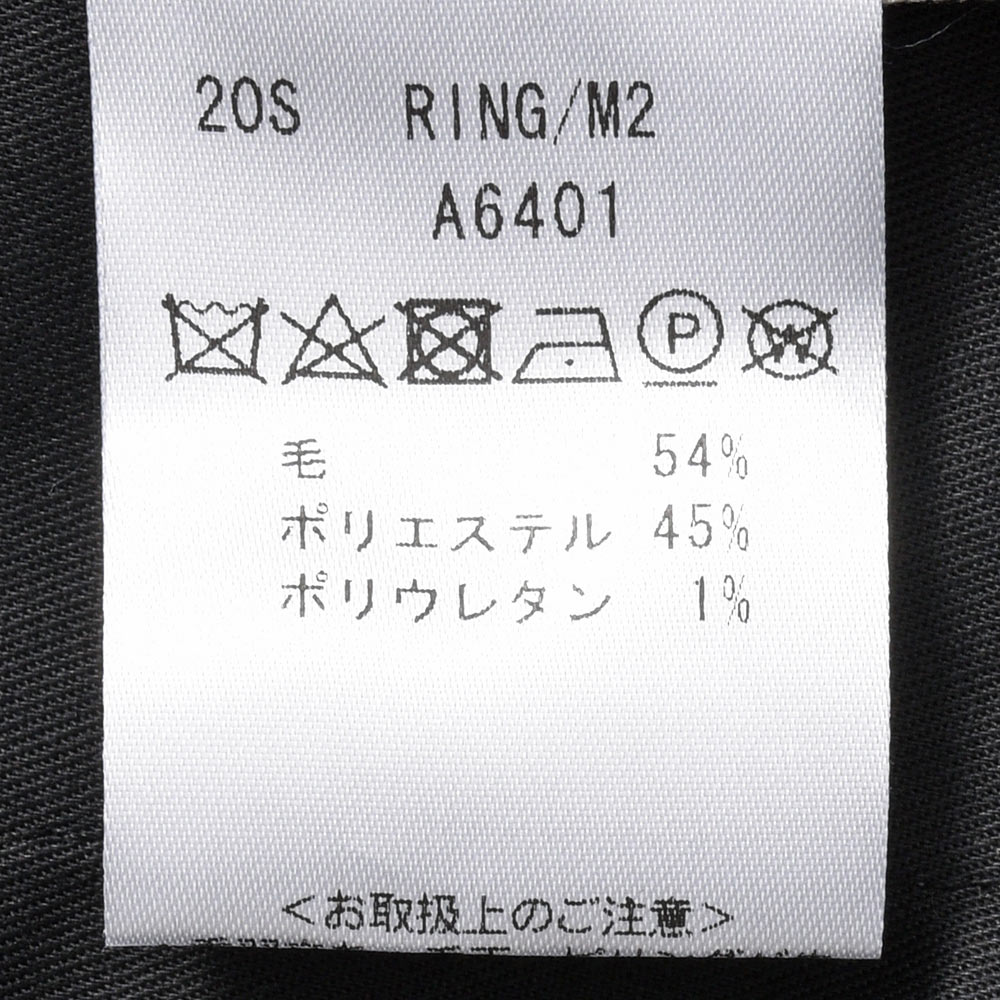 20S RING/M2
A6401
P
W
毛 54%
ポリエステル 45%
ポリウレタン 1%
<お取扱上のご注意>